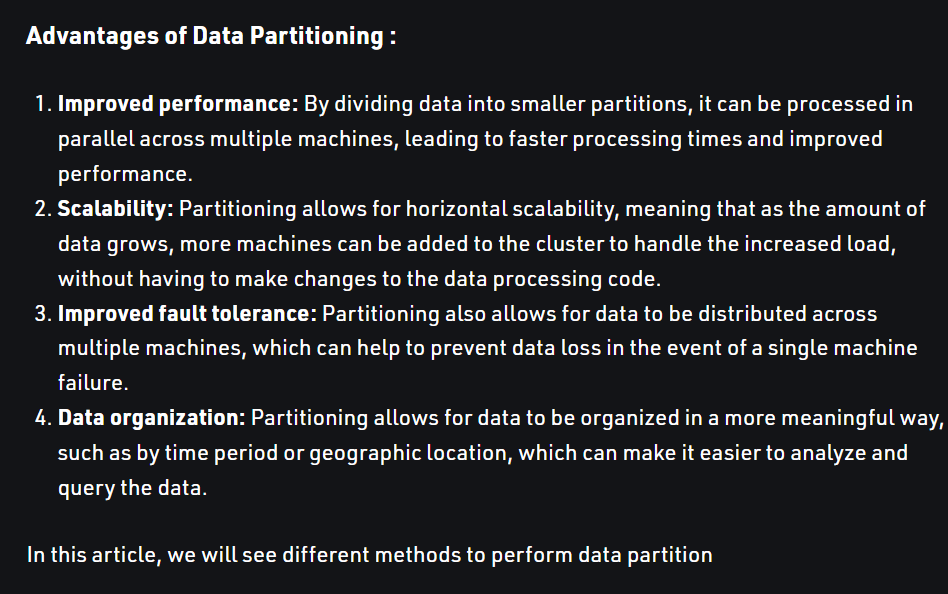 Advantages of Data Partitioning :
1. Improved performance: By dividing data into smaller partitions, it can be processed in
parallel across multiple machines, leading to faster processing times and improved
performance.
2. Scalability: Partitioning allows for horizontal scalability, meaning that as the amount of
data grows, more machines can be added to the cluster to handle the increased load,
without having to make changes to the data processing code.
3. Improved fault tolerance: Partitioning also allows for data to be distributed across
multiple machines, which can help to prevent data loss in the event of a single machine
failure.
4. Data organization: Partitioning allows for data to be organized in a more meaningful way,
such as by time period or geographic location, which can make it easier to analyze and
query the data.
In this article, we will see different methods to perform data partition